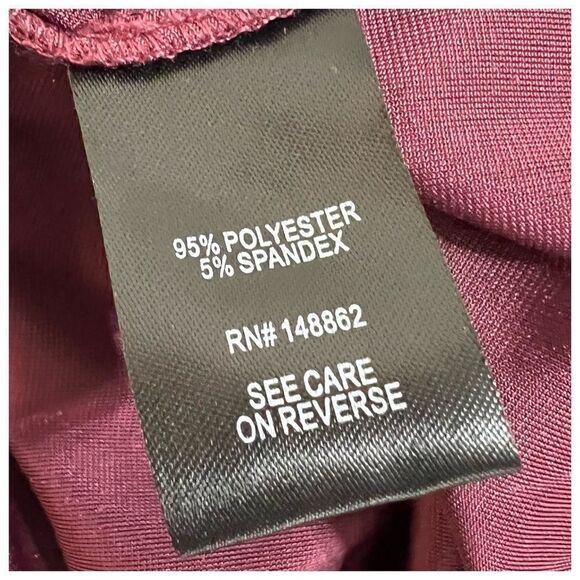 95% POLYESTER
5% SPANDEX
RN# 148862
SEE CARE
ON REVERSE